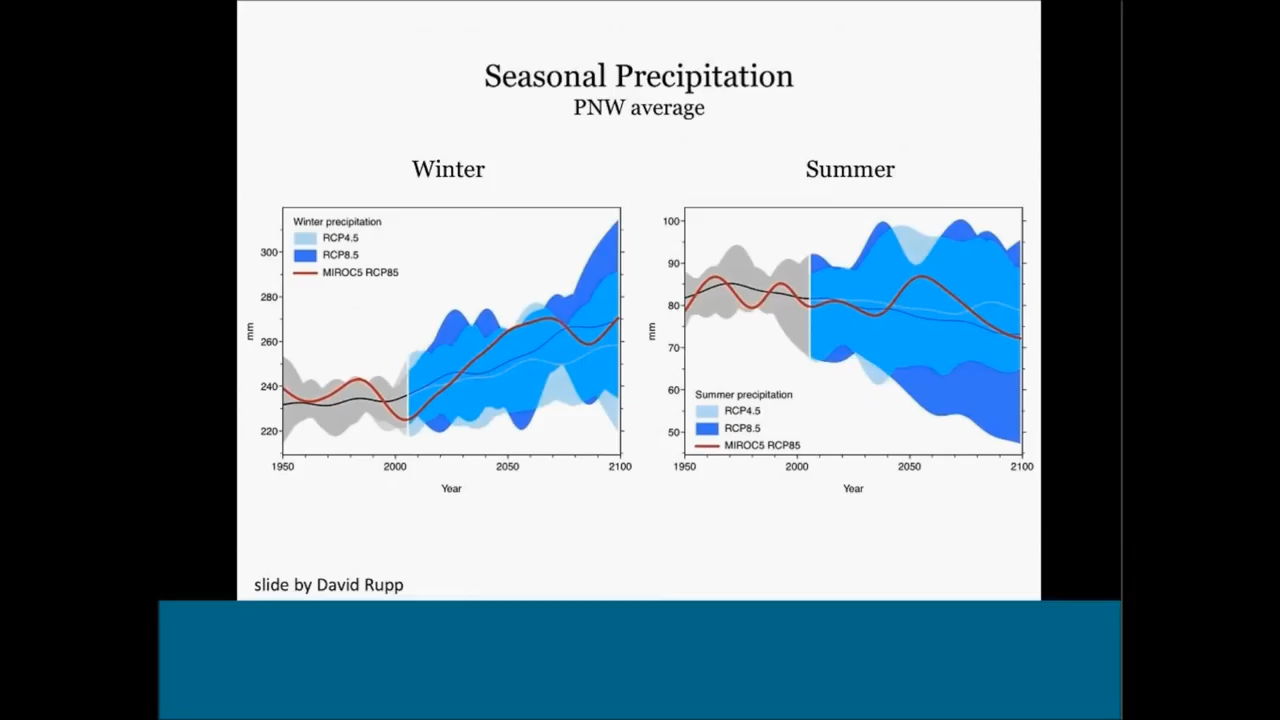 Seasonal Precipitation
PNW average
Winter
Winter precipitation
RCP4.5
RCP8.5
MIROC5 RCP85
300
280
260
240
220
mm
1950
2000
2050
2100
Year
Summer
100
90
80
70
60
50
mm
Summer precipitation
RCP4.5
RCP8.5
MIROC5 RCP85
1950
2000
2050
2100
Year
slide by David Rupp